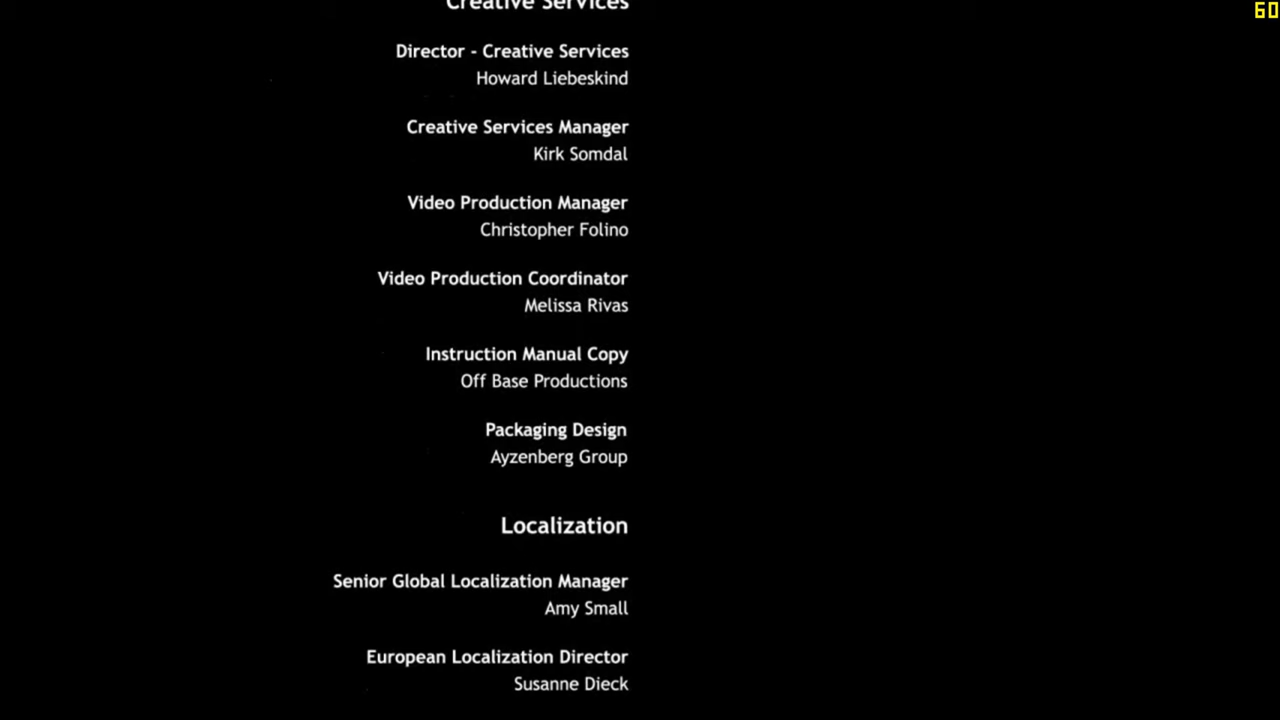 Creative Services
60
Director - Creative Services
Howard Liebeskind
Creative Services Manager
Kirk Somdal
Video Production Manager
Christopher Folino
Video Production Coordinator
Melissa Rivas
Instruction Manual Copy
Off Base Productions
Packaging Design
Ayzenberg Group
Localization
Senior Global Localization Manager
Amy Small
European Localization Director
Susanne Dieck